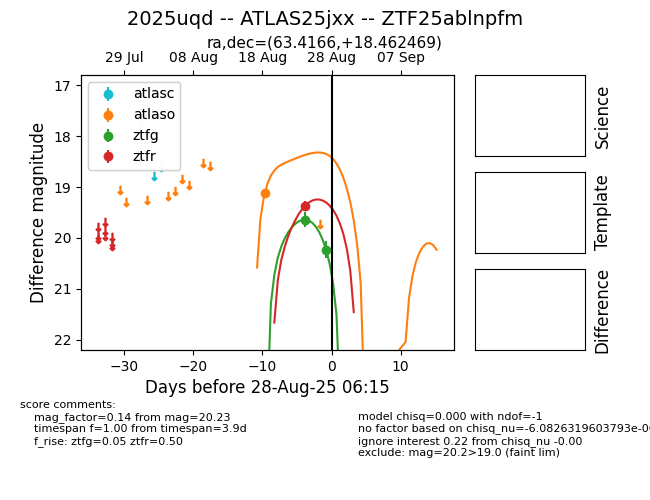 2025uqd -- ATLAS25jxx -- ZTF25ablnpfm
ra,dec=(63.4166,+18.462469)
29 Jul 08 Aug 18 Aug 28 Aug 07 Sep
17
18
19
20
21
22
Difference magnitude
atlasc
atlaso
ztfg
ztfr
−30 −20 −10 0 10
Days before 28-Aug-25 06:15
Science
Template
Difference
score comments:
mag_factor=0.14 from mag=20.23
timespan f=1.00 from timespan=3.9d
f_rise: ztfg=0.05 ztfr=0.50
model chisq=0.000 with ndof=-1
no factor based on chisq_nu=-6.0826319603793e-0
ignore interest 0.22 from chisq_nu -0.00
exclude: mag=20.2>19.0 (faint lim)